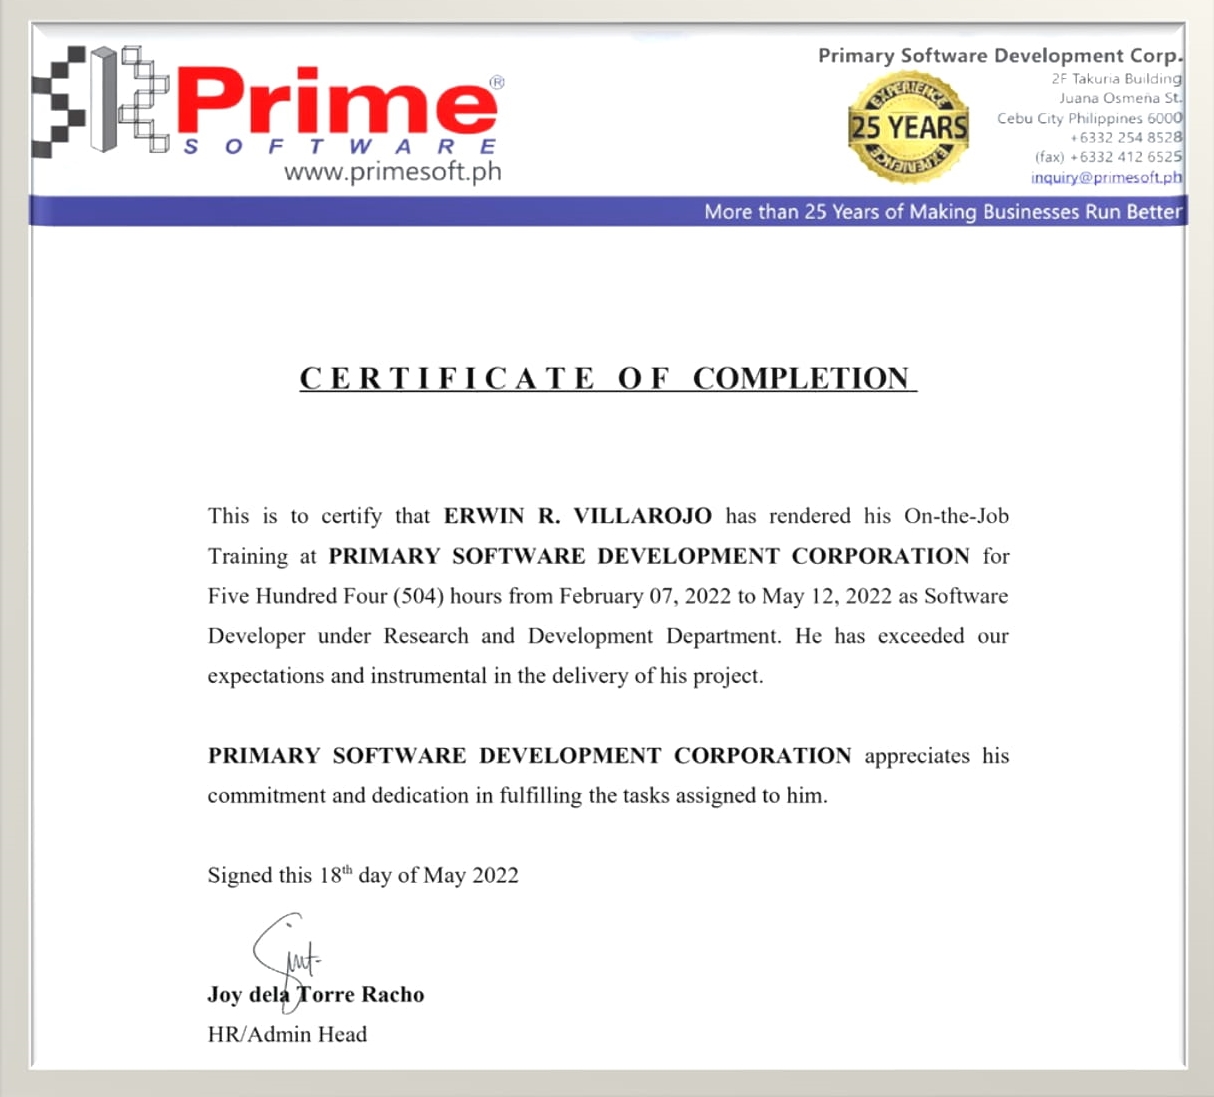 Prime®
SOFTWARE
www.primesoft.ph
Primary Software Development Corp.
2F Takuria Building
Juana Osmeña St.
Cebu City Philippines 6000
+6332 254 8528
(fax) +6332 412 6525
inquiry@primesoft.ph
EXPERIENCE
25 YEARS
EXPERIENCE
More than 25 Years of Making Businesses Run Better
CERTIFICATE OF COMPLETION
This is to certify that ERWIN R. VILLAROJO has rendered his On-the-Job
Training at PRIMARY SOFTWARE DEVELOPMENT CORPORATION for
Five Hundred Four (504) hours from February 07, 2022 to May 12, 2022 as Software
Developer under Research and Development Department. He has exceeded our
expectations and instrumental in the delivery of his project.
PRIMARY SOFTWARE DEVELOPMENT CORPORATION appreciates his
commitment and dedication in fulfilling the tasks assigned to him.
Signed this 18th day of May 2022
Joy dela Torre Racho
HR/Admin Head